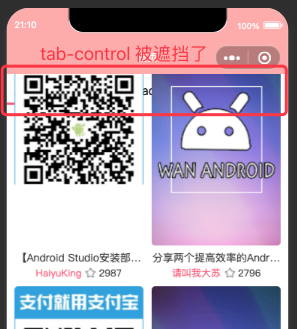 21:10
100%
tab-control 被遮挡了
WAN ANDROID
【Android Studio安装部...
分享两个提高效率的Andr...
HaiyuKing ☆ 2987
请叫我大苏 ☆ 2796
支付就用支付宝